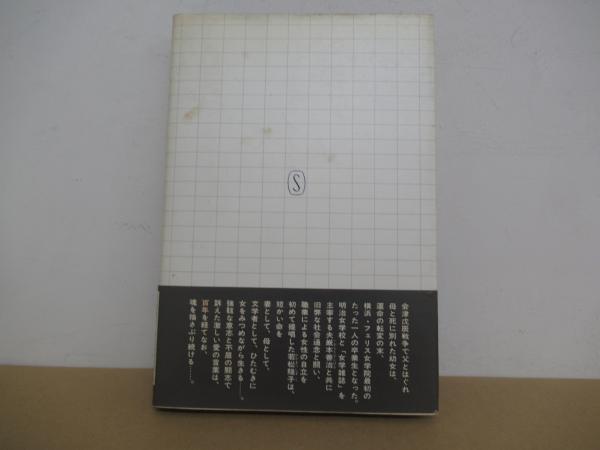 S
会津戊辰戦争で父とはぐれ
母と死に別れた幼女は、
運命の転変の末、
横浜・フェリス女学院最初の
たった一人の卒業生となった。
明治女学校と「女学雑誌」を
主宰する夫巌本善治と共に
旧弊な社会通念と闘い、
職業による女性の自立を
初めて提唱した若松賤子は、
短かい命を
妻として、母として、
文学者として、ひたむきに
女をみつめながら生きる——。
強靱な意志と不屈の闘志で
訴えた激しい愛の言葉は、
百年を経てなお、
魂を揺さぶり続ける——。